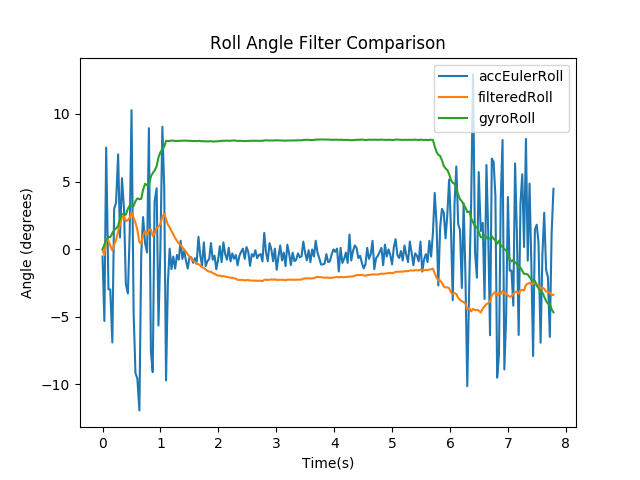 Roll Angle Filter Comparison
accEulerRoll
filteredRoll
gyroRoll
Angle (degrees)
10
5
0
−5
−10
0 1 2 3 4 5 6 7 8
Time(s)